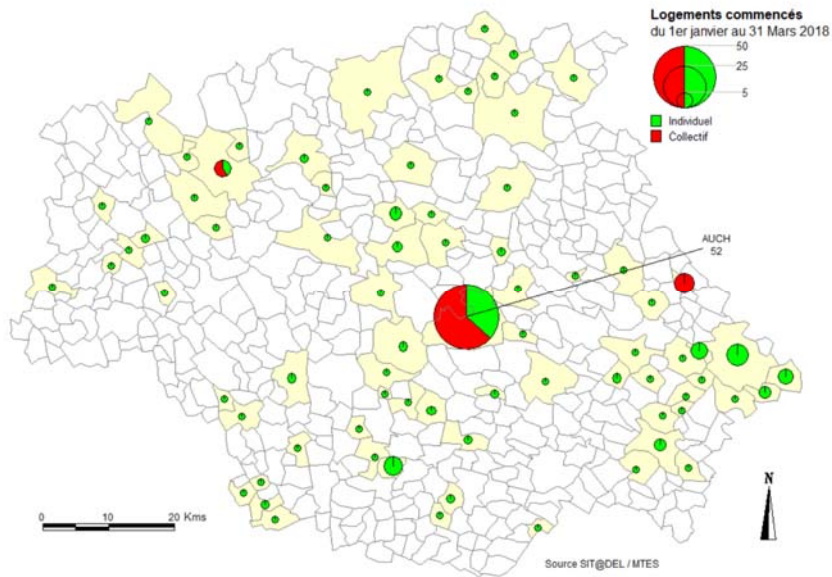 Logements commencés
du 1er janvier au 31 Mars 2018
50
25
5
Individuel
Collectif
AUCH
52
N
0 10 20 Kms
Source SIT@DEL / MTES